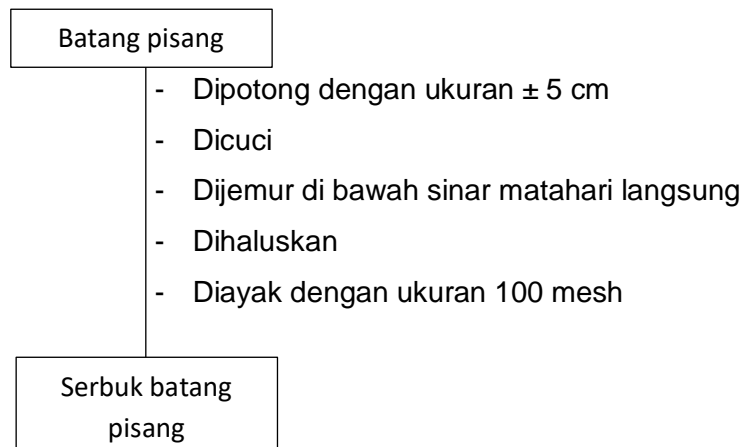 Batang pisang
- Dipotong dengan ukuran ± 5 cm
- Dicuci
- Dijemur di bawah sinar matahari langsung
- Dihaluskan
- Diayak dengan ukuran 100 mesh
Serbuk batang
pisang